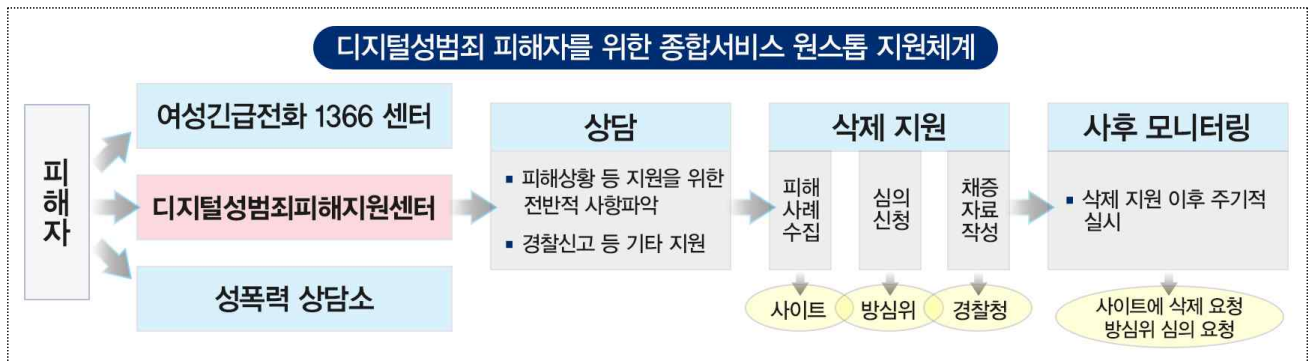 디지털성범죄 피해자를 위한 종합서비스 원스톱 지원체계
피
해
자
여성긴급전화 1366 센터
디지털성범죄피해지원센터
성폭력 상담소
상담
▪ 피해상황 등 지원을 위한
전반적 사항파악
▪ 경찰신고 등 기타 지원
삭제 지원
피해
사례
수집
심의
신청
채증
자료
작성
사이트
방심위
경찰청
사후 모니터링
▪ 삭제 지원 이후 주기적
실시
사이트에 삭제 요청
방심위 심의 요청